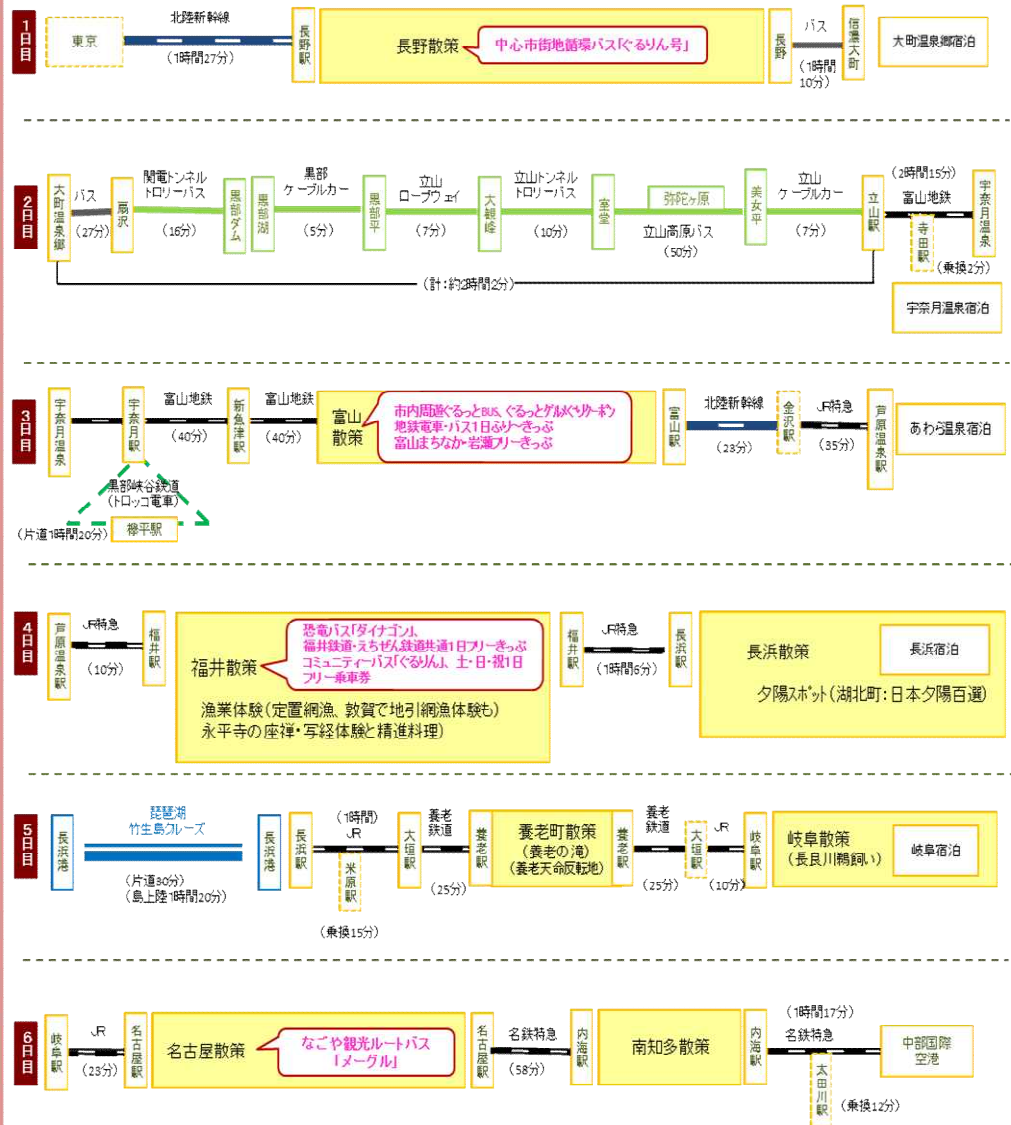 1日目
東京
北陸新幹線
(1時間27分)
長野駅
長野散策
中心市街地循環バス「ぐるりん号」
長野
バス
(1時間
10分)
信濃大町
大町温泉郷宿泊
2日目
大町温泉郷
バス
(27分)
扇沢
関電トンネル
トロリーバス
(16分)
黒部ダム
黒部湖
黒部
ケーブルカー
(5分)
黒部平
立山
ロープウェイ
(7分)
大観峰
立山トンネル
トロリーバス
(10分)
室堂
弥陀ヶ原
立山高原バス
(50分)
美女平
立山
ケーブルカー
(7分)
立山駅
(2時間15分)
富山地鉄
寺田駅
(乗換2分)
宇奈月温泉
(計:約2時間2分)
宇奈月温泉宿泊
3日目
宇奈月温泉
宇奈月駅
富山地鉄
(40分)
新魚津駅
富山地鉄
(40分)
富山
散策
市内周遊ぐるっとBUS、ぐるっとグルメぐりクーポン
地鉄電車・バス1日ふりーきっぷ
富山まちなか・岩瀬フリーきっぷ
富山駅
北陸新幹線
(23分)
金沢駅
JR特急
(35分)
芦原温泉駅
あわら温泉宿泊
黒部峡谷鉄道
(トロッコ電車)
(片道1時間20分)
欅平駅
4日目
芦原温泉駅
JR特急
(10分)
福井駅
福井散策
恐竜バス「ダイナゴン」、
福井鉄道・えちぜん鉄道共通1日フリーきっぷ
コミュニティーバス「ぐるりん」、土・日・祝1日
フリー乗車券
漁業体験(定置網漁、敦賀で地引網漁体験も)
永平寺の座禅・写経体験と精進料理)
福井駅
JR特急
(1時間6分)
長浜駅
長浜散策
長浜宿泊
夕陽スポット(湖北町:日本夕陽百選)
5日目
長浜港
琵琶湖
竹生島クルーズ
(片道30分)
(島上陸1時間20分)
長浜港
長浜駅
(1時間)
JR
米原駅
(乗換15分)
大垣駅
養老
鉄道
(25分)
養老駅
養老町散策
(養老の滝)
(養老天命反転地)
養老駅
養老
鉄道
(25分)
大垣駅
JR
(10分)
岐阜駅
岐阜散策
(長良川鵜飼い)
岐阜宿泊
6日目
岐阜駅
JR
(23分)
名古屋駅
名古屋散策
なごや観光ルートバス
「メーグル」
名古屋駅
名鉄特急
(58分)
内海駅
南知多散策
内海駅
(1時間17分)
名鉄特急
太田川駅
(乗換12分)
中部国際
空港